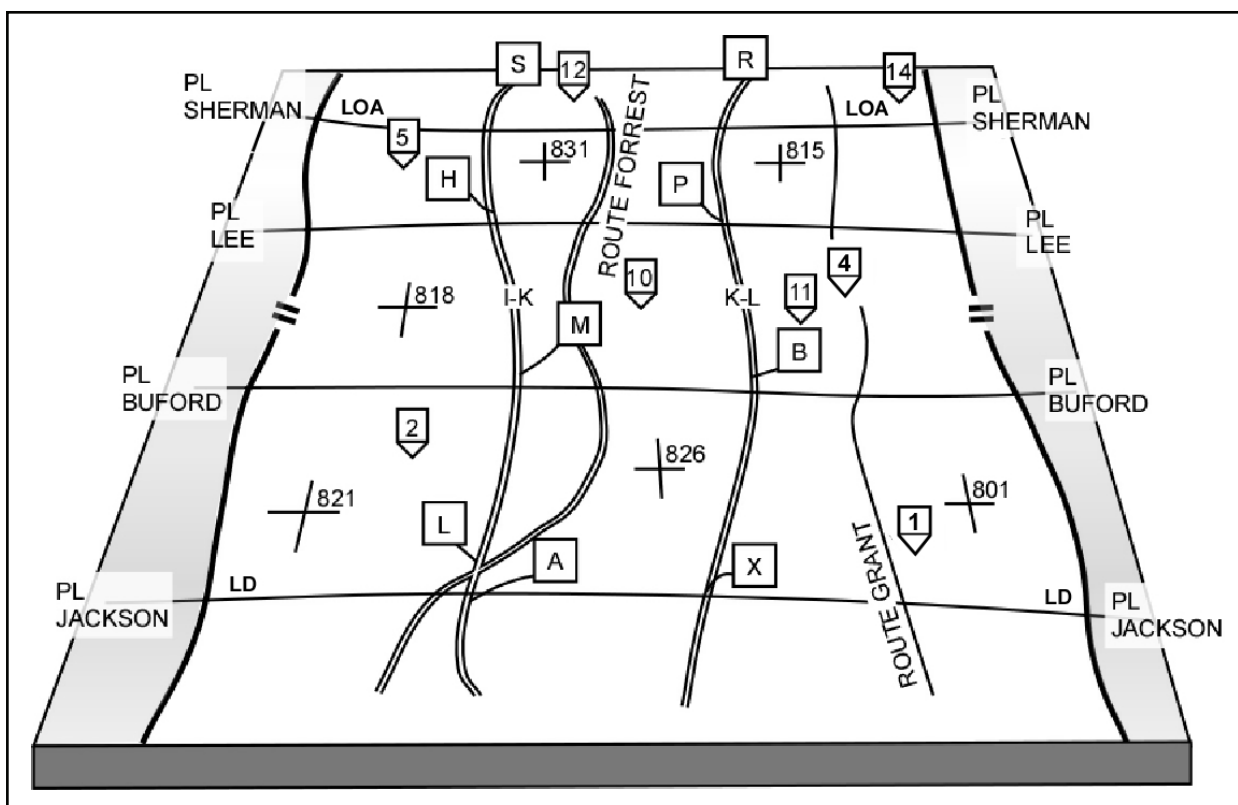 S
12
R
14
PL
SHERMAN
LOA
LOA
PL
SHERMAN
5
831
ROUTE FORREST
815
H
P
PL
LEE
PL
LEE
10
4
818
I-K
K-L
11
M
B
PL
BUFORD
PL
BUFORD
2
826
821
801
L
1
A
X
ROUTE GRANT
PL
JACKSON
LD
LD
PL
JACKSON